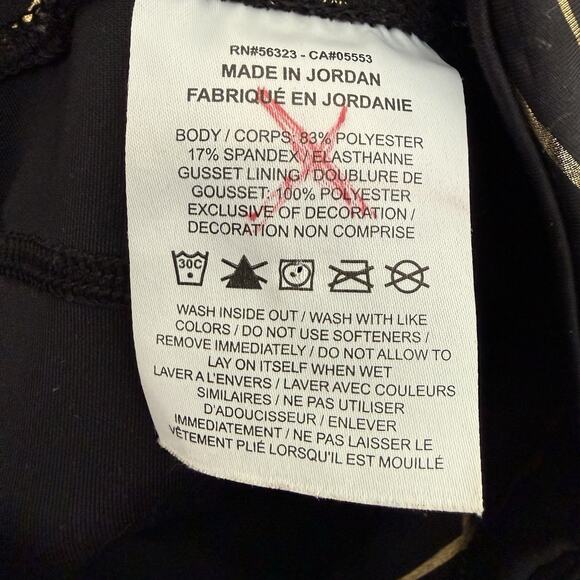 RN#56323 - CA#05553
MADE IN JORDAN
FABRIQUÉ EN JORDANIE
BODY / CORPS: 83% POLYESTER
17% SPANDEX / ELASTHANNE
GUSSET LINING / DOUBLURE DE
GOUSSET: 100% POLYESTER
EXCLUSIVE OF DECORATION /
DECORATION NON COMPRISE
30C
WASH INSIDE OUT / WASH WITH LIKE
COLORS / DO NOT USE SOFTENERS /
REMOVE IMMEDIATELY / DO NOT ALLOW TO
LAY ON ITSELF WHEN WET
LAVER A L'ENVERS / LAVER AVEC COULEURS
SIMILAIRES / NE PAS UTILISER
D'ADOUCISSEUR / ENLEVER
IMMEDIATEMENT / NE PAS LAISSER LE
VÊTEMENT PLIÉ LORSQU'IL EST MOUILLÉ